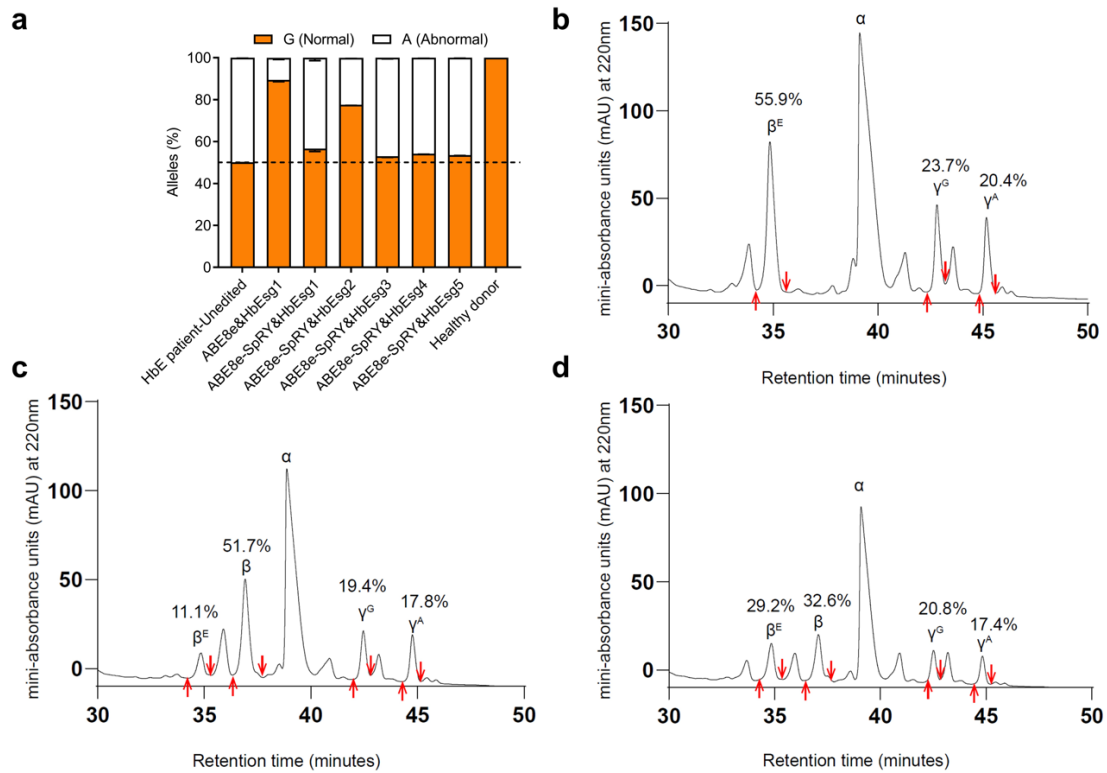 a
G (Normal) A (Abnormal)
Alleles (%)
100
80
60
40
20
0
HbE patient-Unedited
ABE8e&HbEsg1
ABE8e-SpRY&HbEsg1
ABE8e-SpRY&HbEsg2
ABE8e-SpRY&HbEsg3
ABE8e-SpRY&HbEsg4
ABE8e-SpRY&HbEsg5
Healthy donor
b
mini-absorbance units (mAU) at 220nm
150
100
50
0
55.9%
βᴱ
α
23.7%
γᴳ
20.4%
γᴬ
30 35 40 45 50
Retention time (minutes)
c
mini-absorbance units (mAU) at 220nm
150
100
50
0
11.1%
βᴱ
51.7%
β
α
19.4%
γᴳ
17.8%
γᴬ
30 35 40 45 50
Retention time (minutes)
d
mini-absorbance units (mAU) at 220nm
150
100
50
0
29.2%
βᴱ
32.6%
β
α
20.8%
γᴳ
17.4%
γᴬ
30 35 40 45 50
Retention time (minutes)